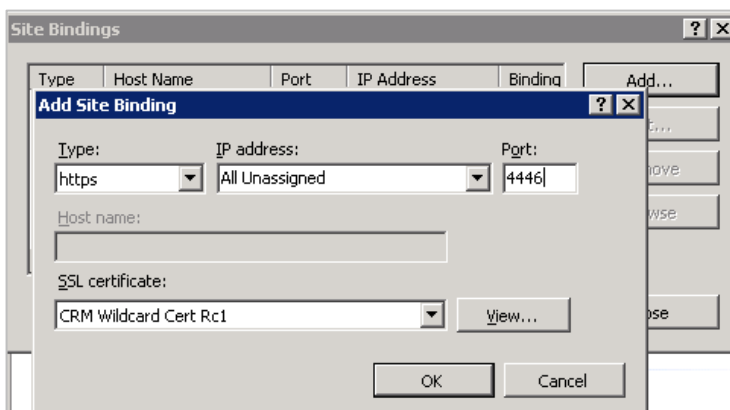 Site Bindings
Type Host Name Port IP Address Binding Add...
Add Site Binding
Type: IP address: Port:
https All Unassigned 4446
Host name:
SSL certificate:
CRM Wildcard Cert Rc1 View...
OK Cancel